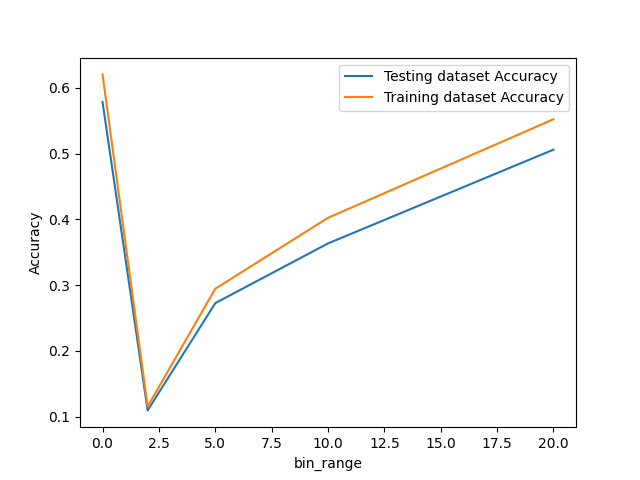 Testing dataset Accuracy
Training dataset Accuracy
0.6
0.5
0.4
0.3
0.2
0.1
Accuracy
0.0 2.5 5.0 7.5 10.0 12.5 15.0 17.5 20.0
bin_range